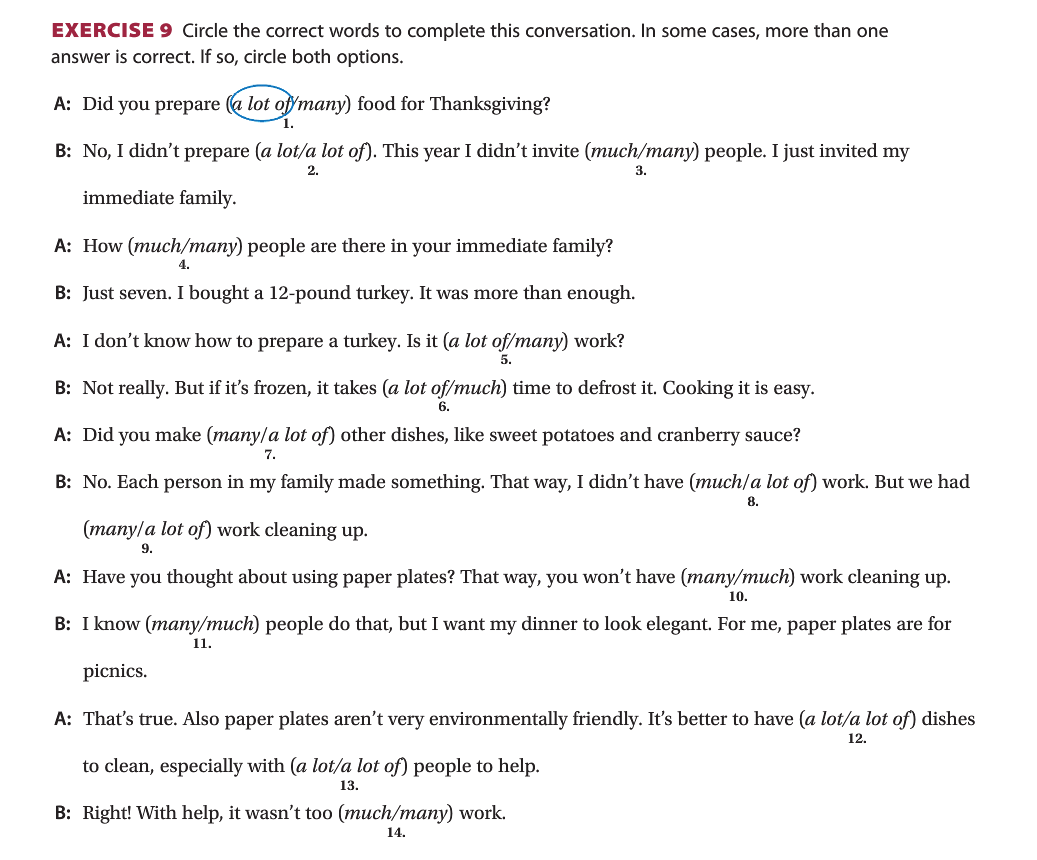 EXERCISE 9 Circle the correct words to complete this conversation. In some cases, more than one
answer is correct. If so, circle both options.
A: Did you prepare (a lot of/many) food for Thanksgiving?
1.
B: No, I didn't prepare (a lot/a lot of). This year I didn't invite (much/many) people. I just invited my
2. 3.
immediate family.
A: How (much/many) people are there in your immediate family?
4.
B: Just seven. I bought a 12-pound turkey. It was more than enough.
A: I don't know how to prepare a turkey. Is it (a lot of/many) work?
5.
B: Not really. But if it's frozen, it takes (a lot of/much) time to defrost it. Cooking it is easy.
6.
A: Did you make (many/a lot of) other dishes, like sweet potatoes and cranberry sauce?
7.
B: No. Each person in my family made something. That way, I didn't have (much/a lot of) work. But we had
8.
(many/a lot of) work cleaning up.
9.
A: Have you thought about using paper plates? That way, you won't have (many/much) work cleaning up.
10.
B: I know (many/much) people do that, but I want my dinner to look elegant. For me, paper plates are for
11.
picnics.
A: That's true. Also paper plates aren't very environmentally friendly. It's better to have (a lot/a lot of) dishes
12.
to clean, especially with (a lot/a lot of) people to help.
13.
B: Right! With help, it wasn't too (much/many) work.
14.